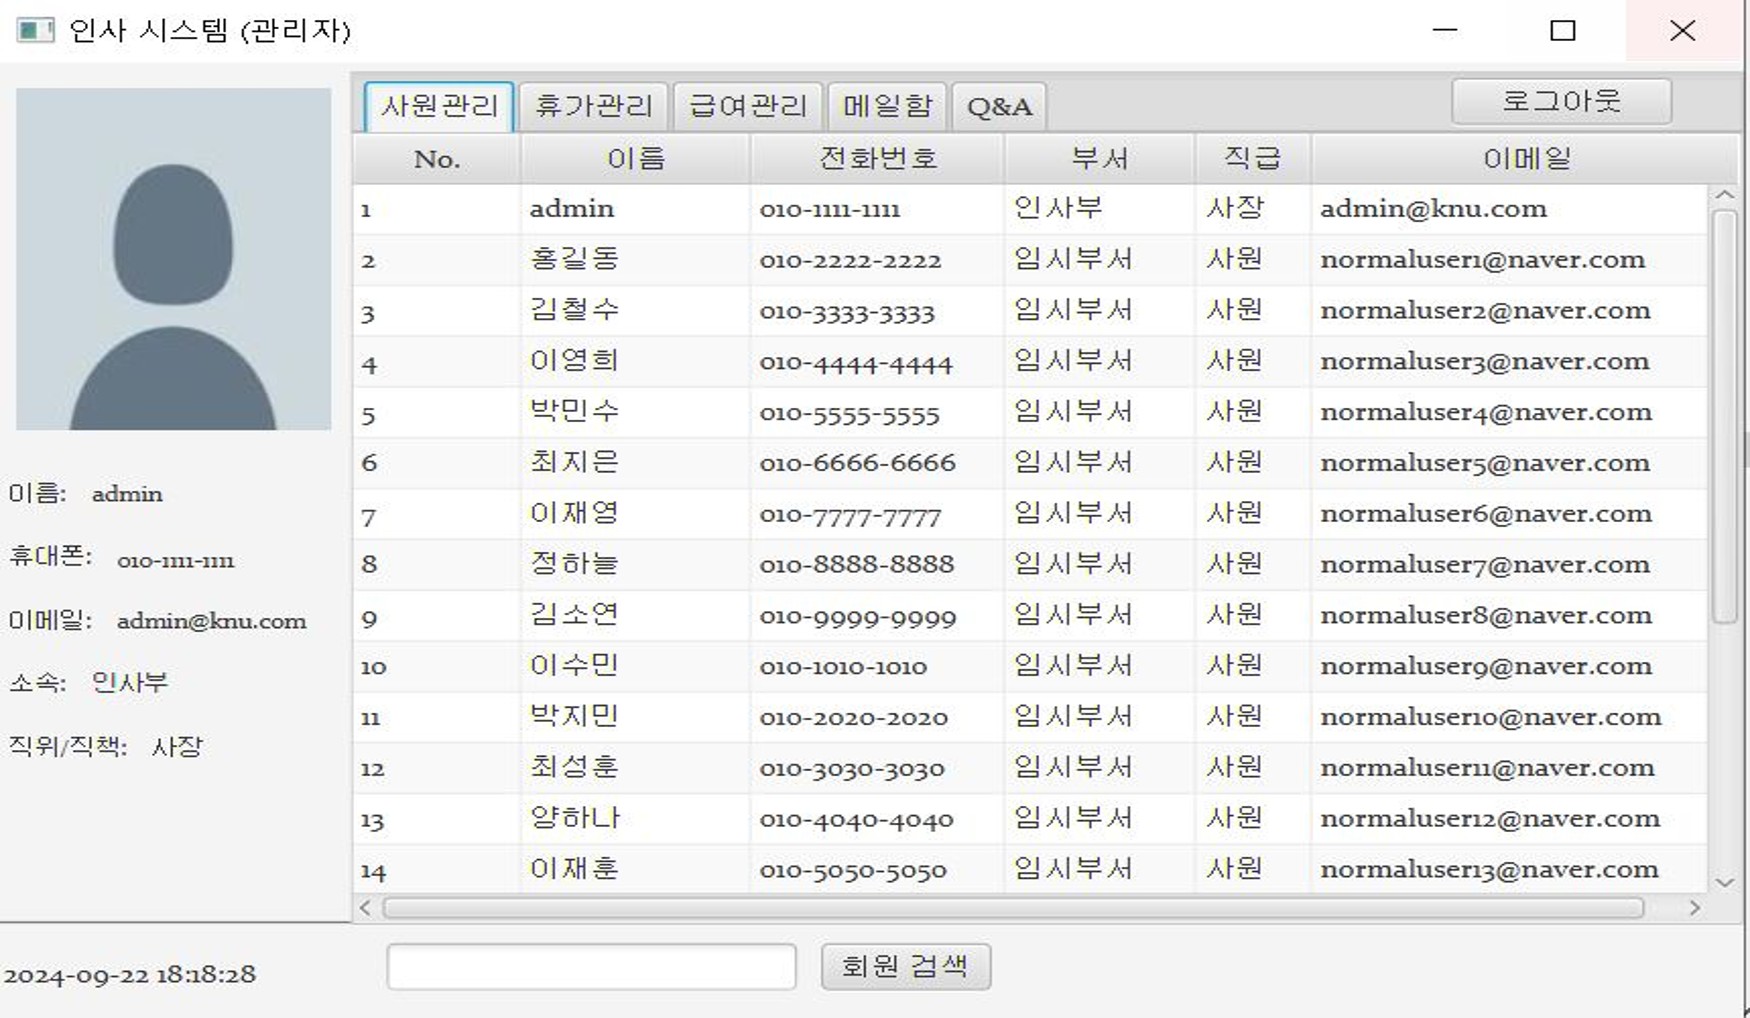 인사 시스템 (관리자)
사원관리 휴가관리 급여관리 메일함 Q&A 로그아웃
No. 이름 전화번호 부서 직급 이메일
1 admin 010-1111-1111 인사부 사장 admin@knu.com
2 홍길동 010-2222-2222 임시부서 사원 normaluser1@naver.com
3 김철수 010-3333-3333 임시부서 사원 normaluser2@naver.com
4 이영희 010-4444-4444 임시부서 사원 normaluser3@naver.com
5 박민수 010-5555-5555 임시부서 사원 normaluser4@naver.com
6 최지은 010-6666-6666 임시부서 사원 normaluser5@naver.com
7 이재영 010-7777-7777 임시부서 사원 normaluser6@naver.com
8 정하늘 010-8888-8888 임시부서 사원 normaluser7@naver.com
9 김소연 010-9999-9999 임시부서 사원 normaluser8@naver.com
10 이수민 010-1010-1010 임시부서 사원 normaluser9@naver.com
11 박지민 010-2020-2020 임시부서 사원 normaluser10@naver.com
12 최성훈 010-3030-3030 임시부서 사원 normaluser11@naver.com
13 양하나 010-4040-4040 임시부서 사원 normaluser12@naver.com
14 이재훈 010-5050-5050 임시부서 사원 normaluser13@naver.com
이름: admin
휴대폰: 010-1111-1111
이메일: admin@knu.com
소속: 인사부
직위/직책: 사장
2024-09-22 18:18:28 회원 검색